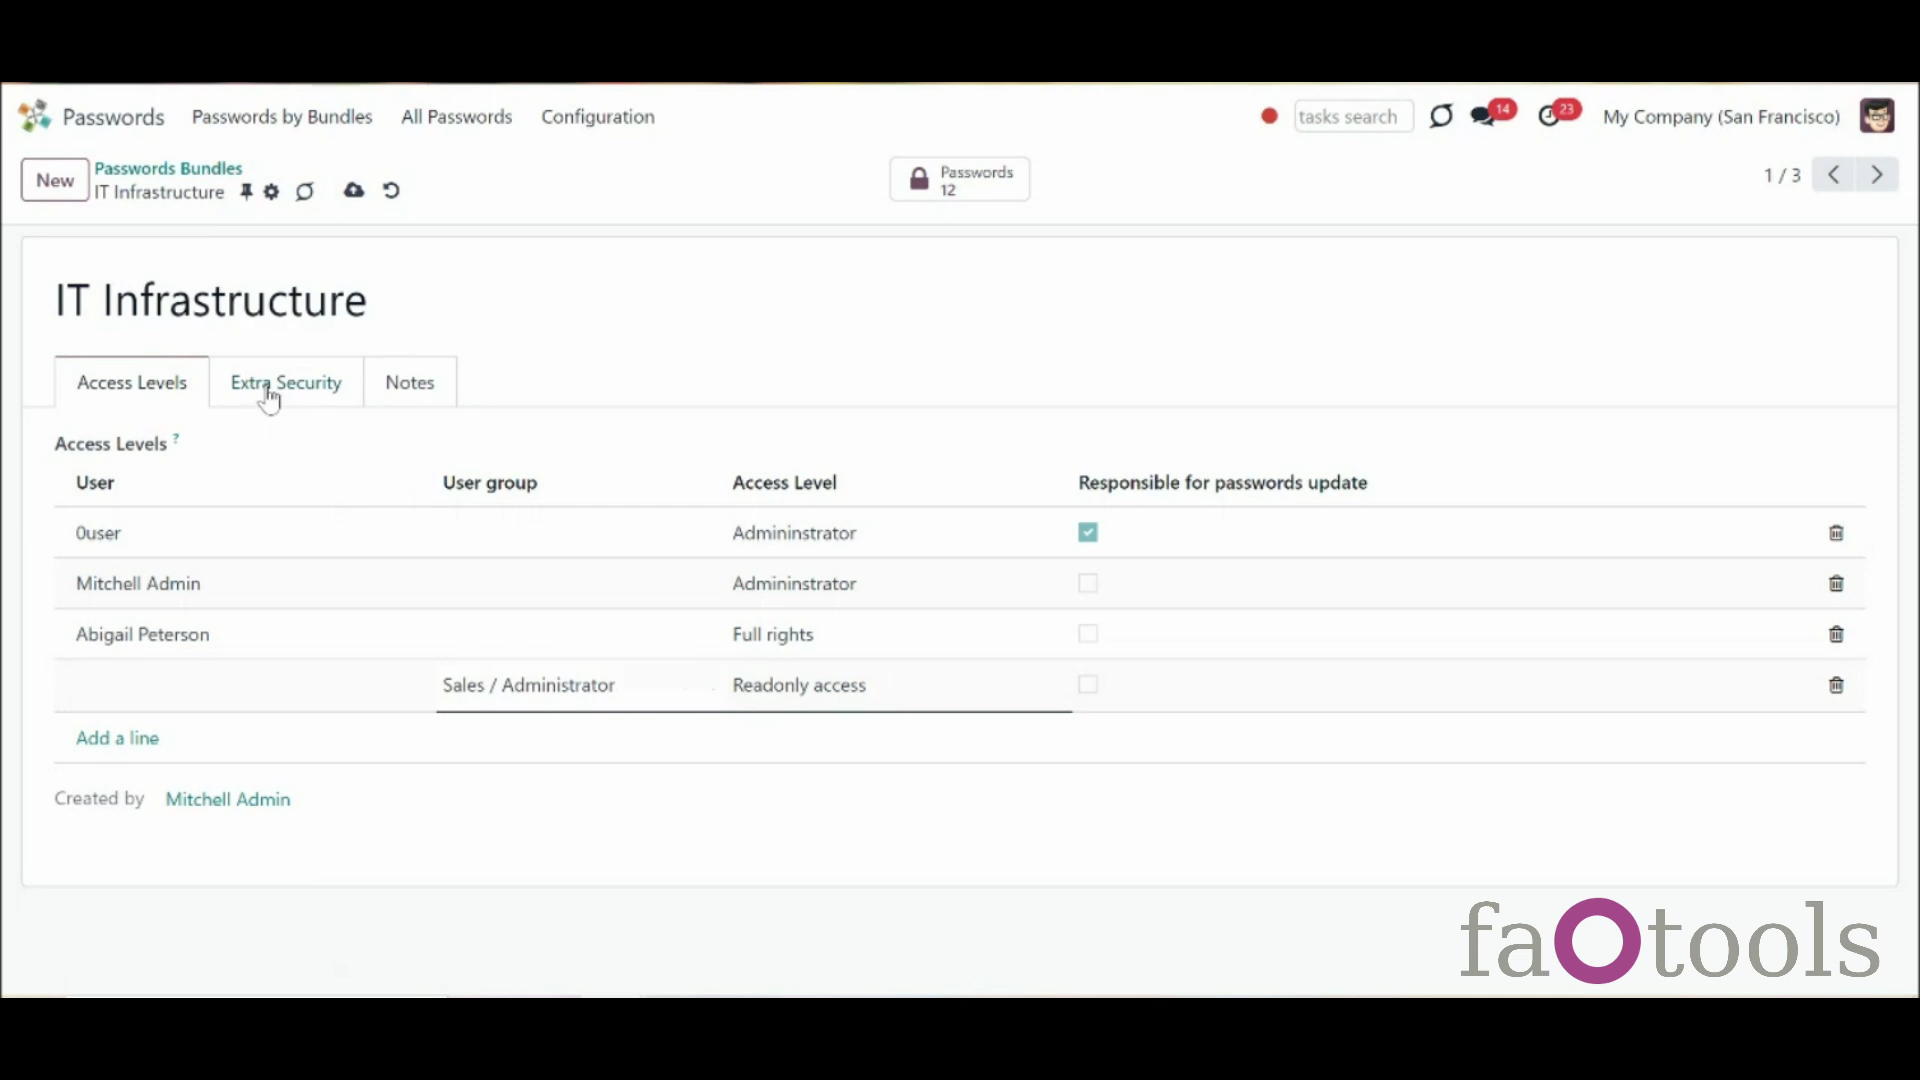 Passwords Passwords by Bundles All Passwords Configuration tasks search 14 23 My Company (San Francisco)
New Passwords Bundles
IT Infrastructure
Passwords
12
1 / 3
IT Infrastructure
Access Levels Extra Security Notes
Access Levels ?
User User group Access Level Responsible for passwords update
0user Admininstrator
Mitchell Admin Admininstrator
Abigail Peterson Full rights
Sales / Administrator Readonly access
Add a line
Created by Mitchell Admin
faOtools